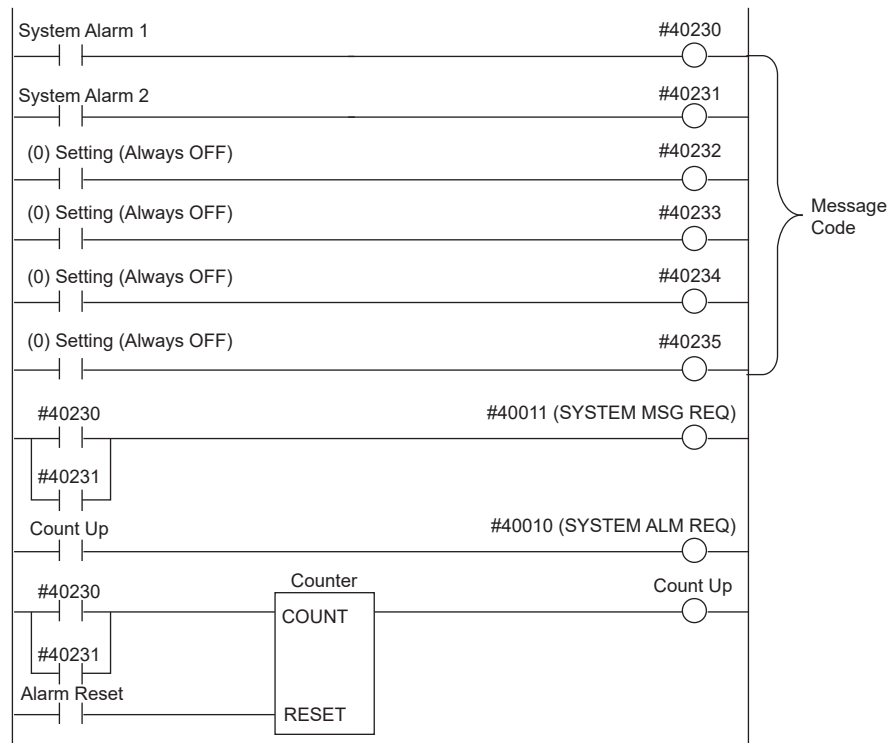 System Alarm 1 #40230
System Alarm 2 #40231
(0) Setting (Always OFF) #40232
(0) Setting (Always OFF) #40233
Message
Code
(0) Setting (Always OFF) #40234
(0) Setting (Always OFF) #40235
#40230 #40011 (SYSTEM MSG REQ)
#40231
Count Up #40010 (SYSTEM ALM REQ)
#40230 Counter Count Up
COUNT
#40231
Alarm Reset
RESET